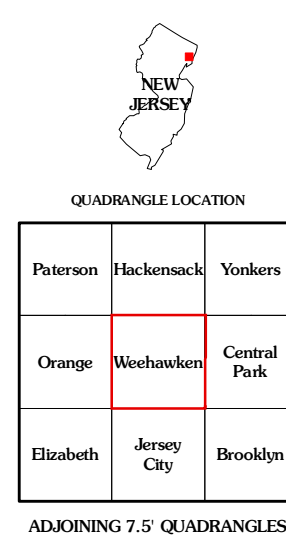 NEW
JERSEY
QUADRANGLE LOCATION
Paterson Hackensack Yonkers
Orange Weehawken Central Park
Elizabeth Jersey City Brooklyn
ADJOINING 7.5' QUADRANGLES